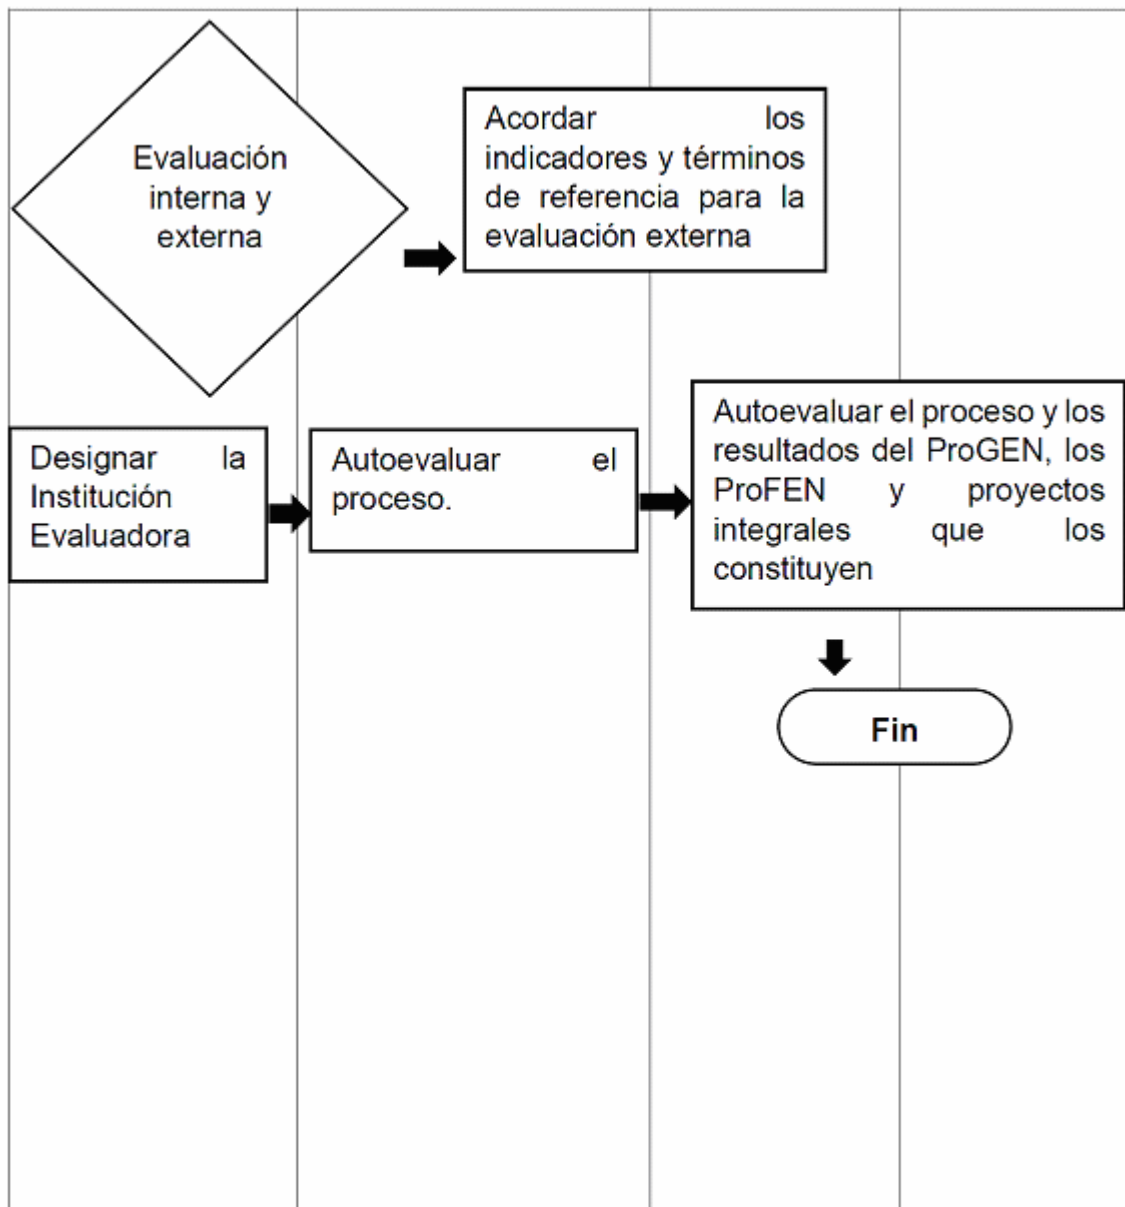 Evaluación
interna y
externa
Acordar los
indicadores y términos
de referencia para la
evaluación externa
Designar la
Institución
Evaluadora
Autoevaluar el
proceso.
Autoevaluar el proceso y los
resultados del ProGEN, los
ProFEN y proyectos
integrales que los
constituyen
Fin